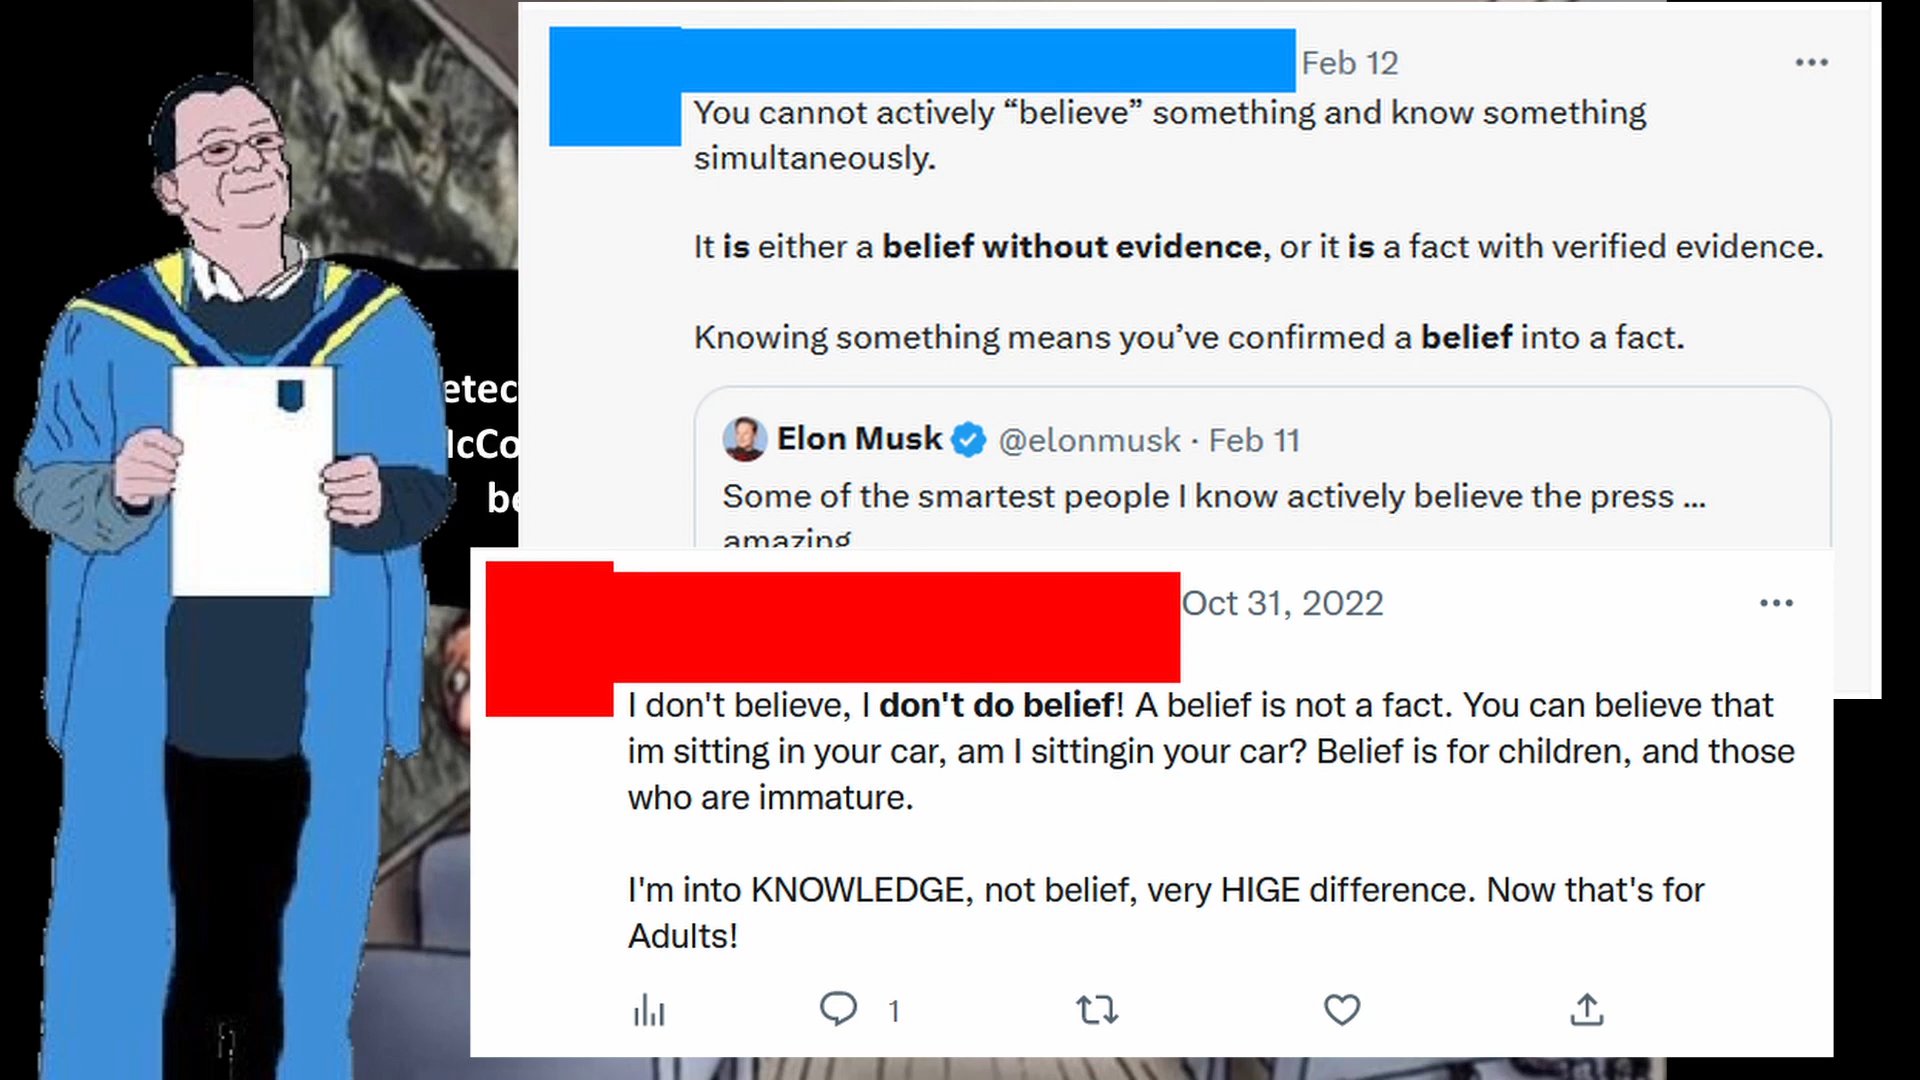 Feb 12
You cannot actively “believe” something and know something
simultaneously.
It is either a belief without evidence, or it is a fact with verified evidence.
Knowing something means you’ve confirmed a belief into a fact.
Elon Musk @elonmusk · Feb 11
Some of the smartest people I know actively believe the press ...
amazing
Oct 31, 2022
I don't believe, I don't do belief! A belief is not a fact. You can believe that
im sitting in your car, am I sittingin your car? Belief is for children, and those
who are immature.
I'm into KNOWLEDGE, not belief, very HIGE difference. Now that's for
Adults!
1